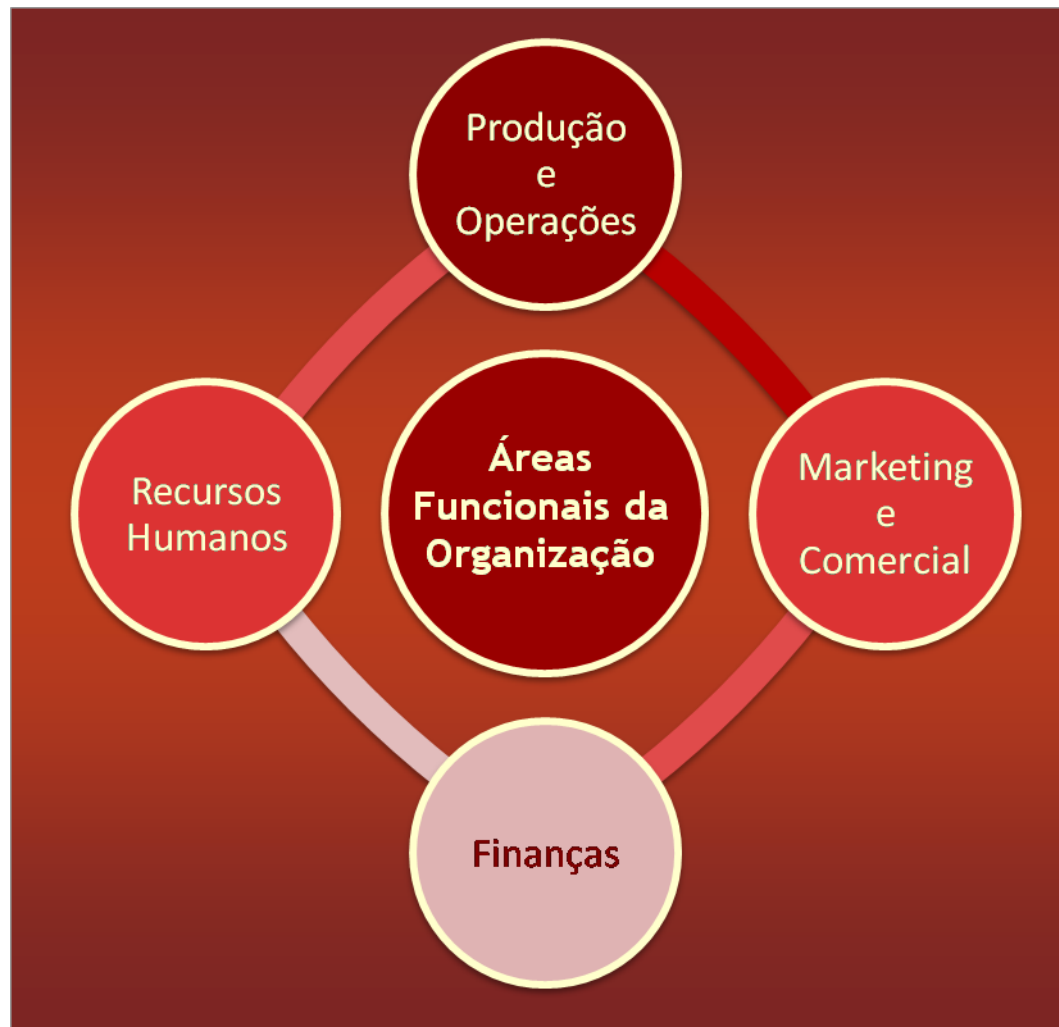 Produção
e
Operações
Recursos
Humanos
Áreas
Funcionais da
Organização
Marketing
e
Comercial
Finanças